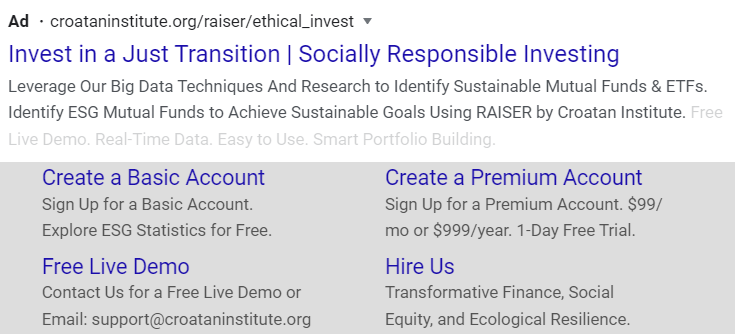 Ad · croataninstitute.org/raiser/ethical_invest
Invest in a Just Transition | Socially Responsible Investing
Leverage Our Big Data Techniques And Research to Identify Sustainable Mutual Funds & ETFs.
Identify ESG Mutual Funds to Achieve Sustainable Goals Using RAISER by Croatan Institute. Free
Live Demo. Real-Time Data. Easy to Use. Smart Portfolio Building.
Create a Basic Account
Sign Up for a Basic Account.
Explore ESG Statistics for Free.
Create a Premium Account
Sign Up for a Premium Account. $99/
mo or $999/year. 1-Day Free Trial.
Free Live Demo
Contact Us for a Free Live Demo or
Email: support@croataninstitute.org
Hire Us
Transformative Finance, Social
Equity, and Ecological Resilience.